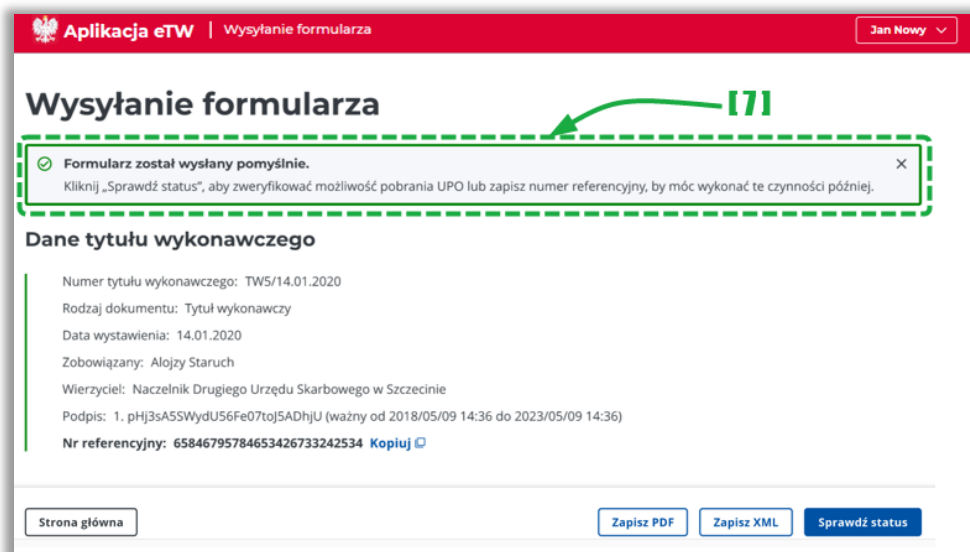 Aplikacja eTW | Wysyłanie formularza
Jan Nowy
Wysyłanie formularza
[7]
Formularz został wysłany pomyślnie.
Kliknij „Sprawdź status”, aby zweryfikować możliwość pobrania UPO lub zapisz numer referencyjny, by móc wykonać te czynności później.
Dane tytułu wykonawczego
Numer tytułu wykonawczego: TW5/14.01.2020
Rodzaj dokumentu: Tytuł wykonawczy
Data wystawienia: 14.01.2020
Zobowiązany: Alojzy Staruch
Wierzyciel: Naczelnik Drugiego Urzędu Skarbowego w Szczecinie
Podpis: 1. pHj3sA5SWydU56Fe07toJ5ADhjU (ważny od 2018/05/09 14:36 do 2023/05/09 14:36)
Nr referencyjny: 65846795784653426733242534 Kopiuj
Strona główna
Zapisz PDF
Zapisz XML
Sprawdź status